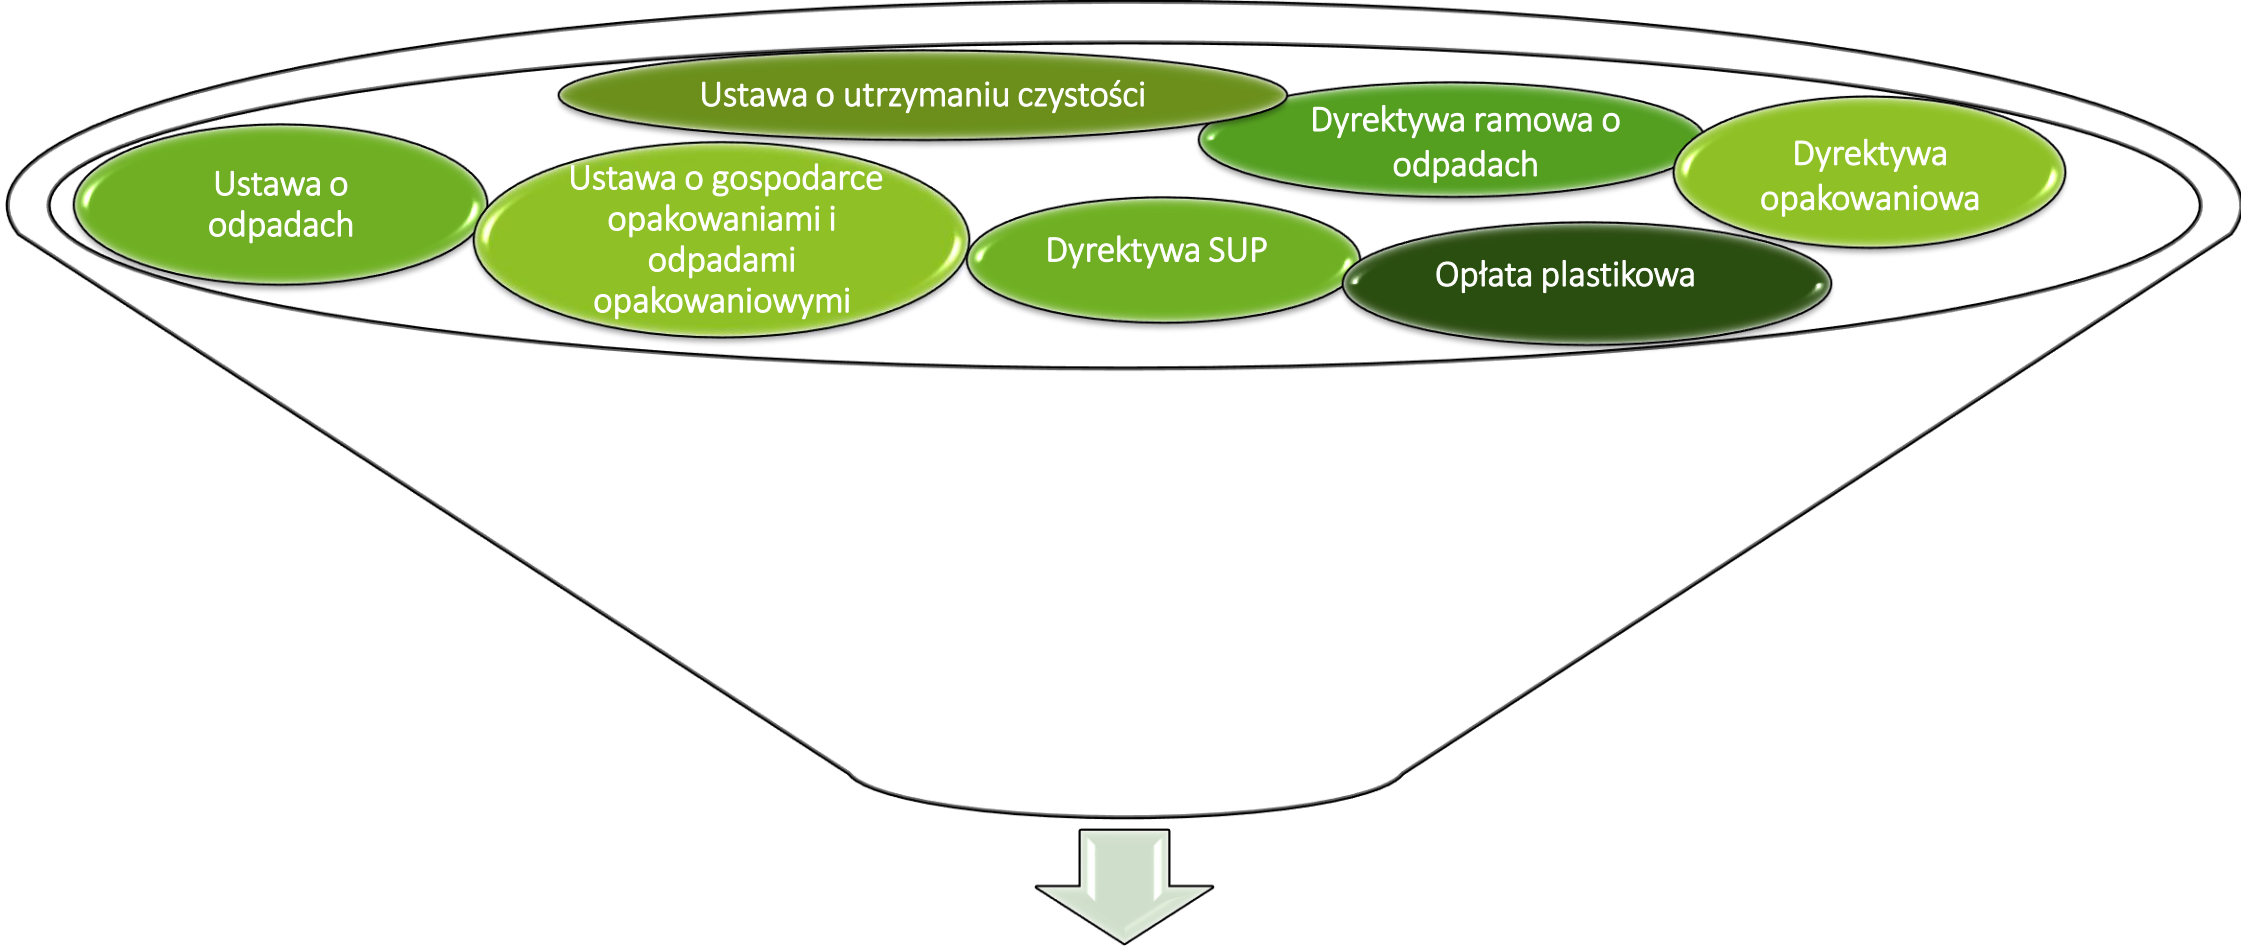 Ustawa o utrzymaniu czystości
Dyrektywa ramowa o
odpadach
Dyrektywa
opakowaniowa
Ustawa o
odpadach
Ustawa o gospodarce
opakowaniami i
odpadami
opakowaniowymi
Dyrektywa SUP
Opłata plastikowa